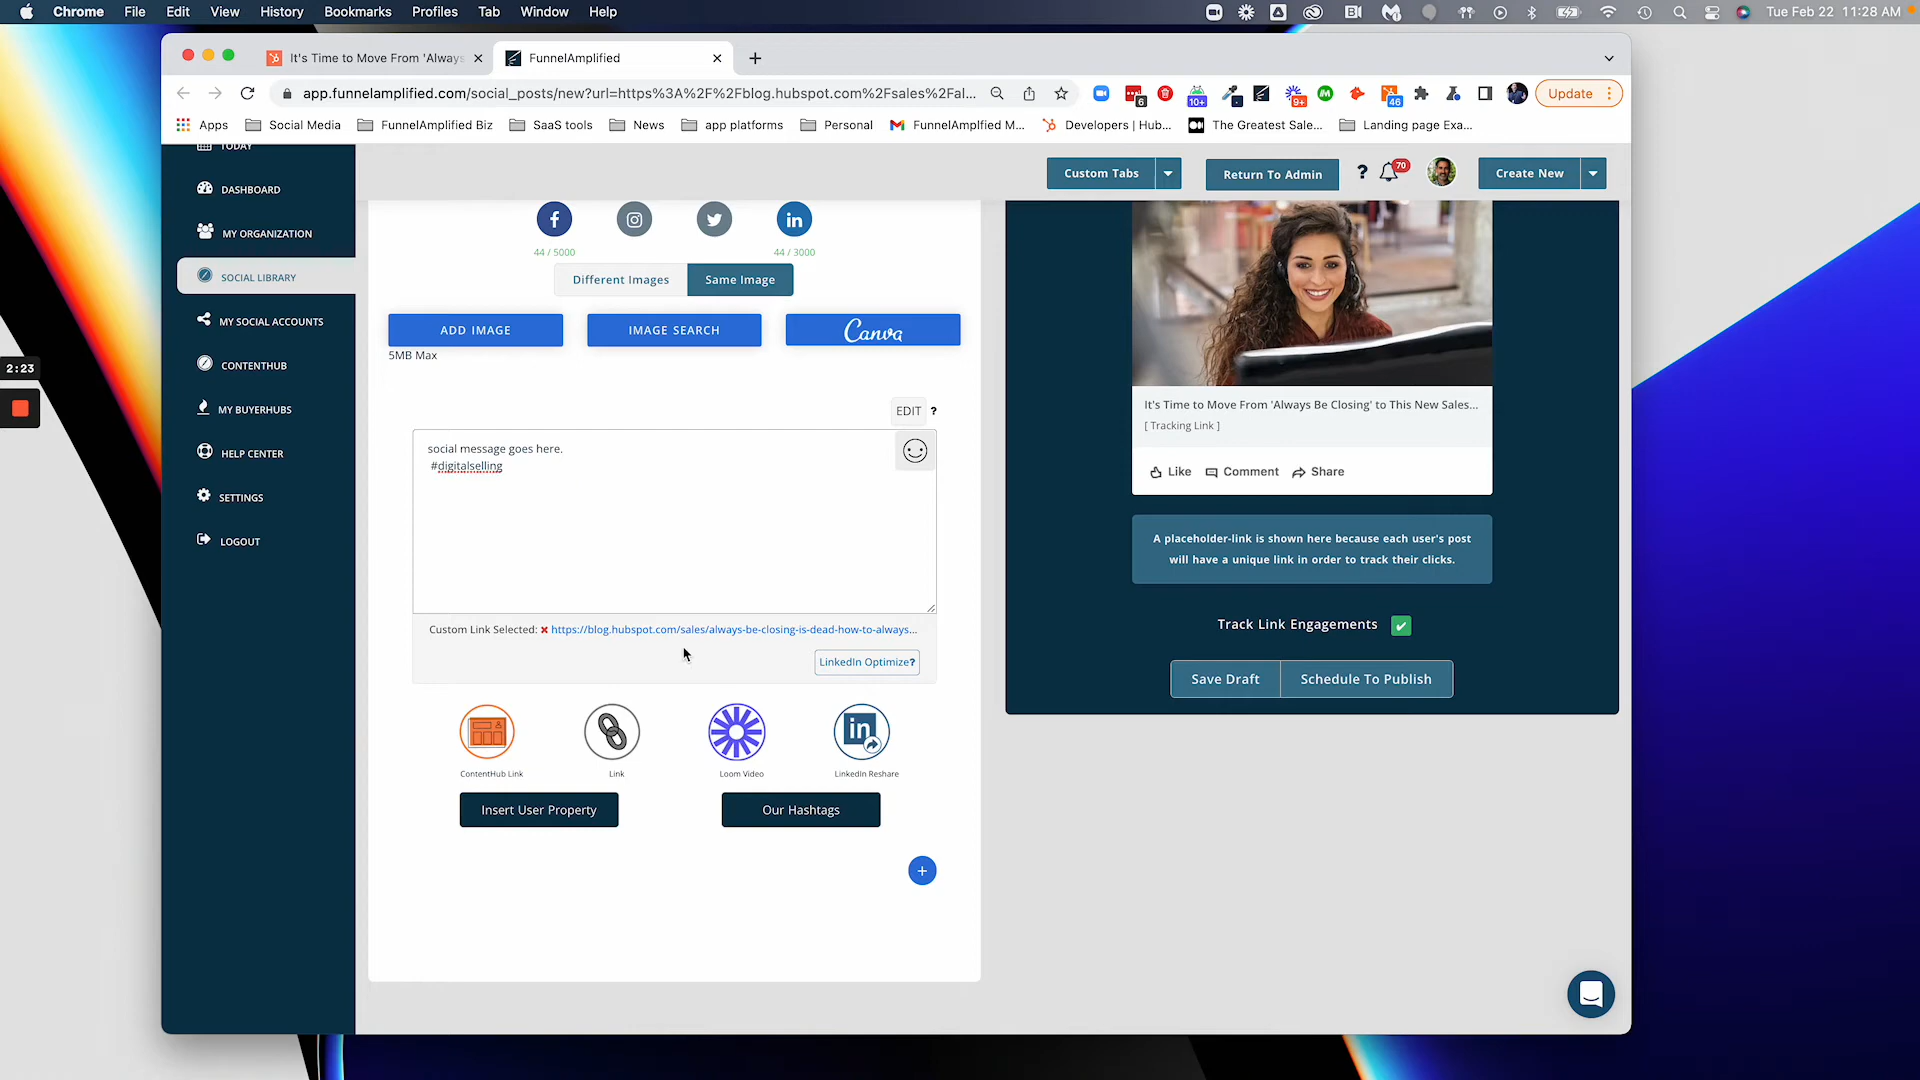 Chrome File Edit View History Bookmarks Profiles Tab Window Help
Tue Feb 22 11:28 AM
It's Time to Move From 'Always
FunnelAmplified
app.funnelamplified.com/social_posts/new?url=https%3A%2F%2Fblog.hubspot.com%2Fsales%2Fal...
6
10+
9+
46
Update
Apps
Social Media
FunnelAmplified Biz
SaaS tools
News
app platforms
Personal
FunnelAmplfied M...
Developers | Hub...
The Greatest Sale...
Landing page Exa...
TODAY
DASHBOARD
MY ORGANIZATION
SOCIAL LIBRARY
MY SOCIAL ACCOUNTS
CONTENTHUB
MY BUYERHUBS
HELP CENTER
SETTINGS
LOGOUT
2:23
Custom Tabs
Return To Admin
?
70
Create New
44 / 5000
44 / 3000
Different Images
Same Image
ADD IMAGE
IMAGE SEARCH
Canva
5MB Max
EDIT ?
social message goes here.
#digitalselling
Custom Link Selected: ✖ https://blog.hubspot.com/sales/always-be-closing-is-dead-how-to-always...
LinkedIn Optimize?
ContentHub Link
Link
Loom Video
LinkedIn Reshare
Insert User Property
Our Hashtags
+
It's Time to Move From 'Always Be Closing' to This New Sales...
[ Tracking Link ]
Like
Comment
Share
A placeholder-link is shown here because each user's post
will have a unique link in order to track their clicks.
Track Link Engagements
Save Draft
Schedule To Publish